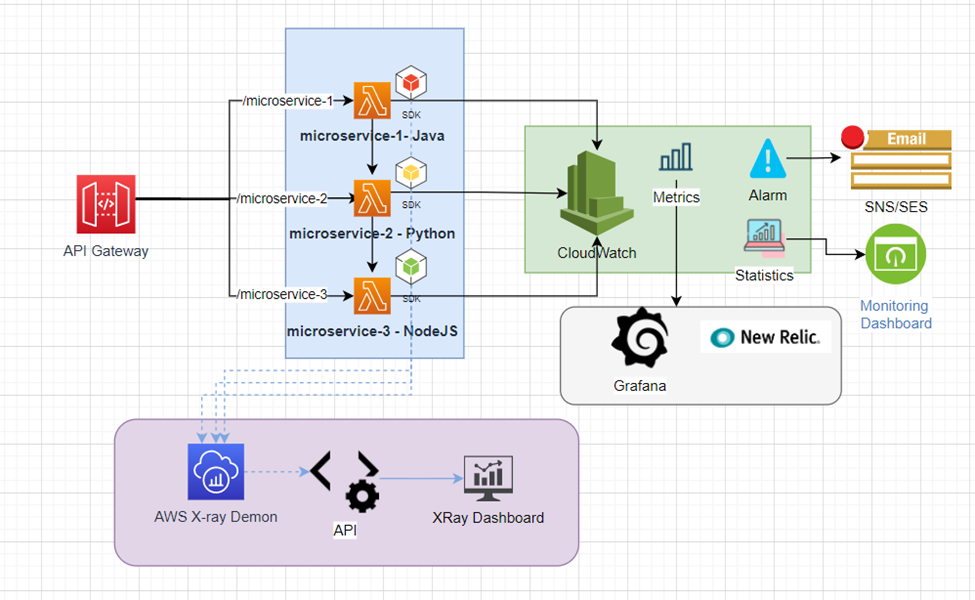 /microservice-1
SDK
microservice-1- Java
/microservice-2
SDK
microservice-2 - Python
API Gateway
/microservice-3
SDK
microservice-3 - NodeJS
CloudWatch
Metrics
Alarm
Statistics
Email
SNS/SES
Monitoring
Dashboard
Grafana
New Relic.
AWS X-ray Demon
API
XRay Dashboard